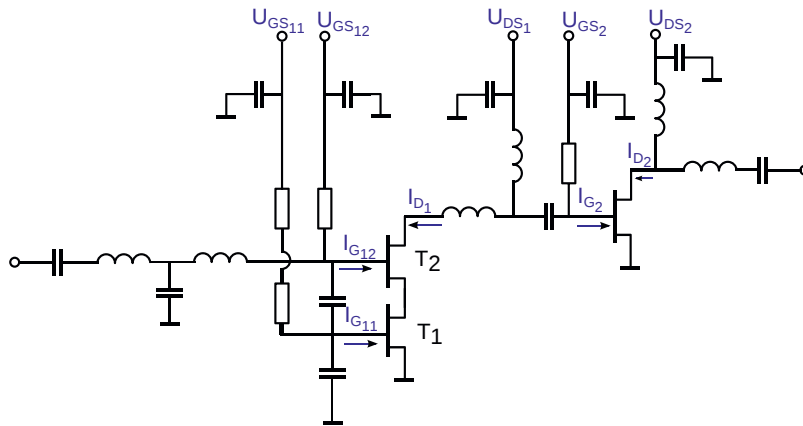 U_GS11
U_GS12
U_DS1
U_GS2
U_DS2
I_D2
I_D1
I_G2
I_G12
T2
I_G11
T1